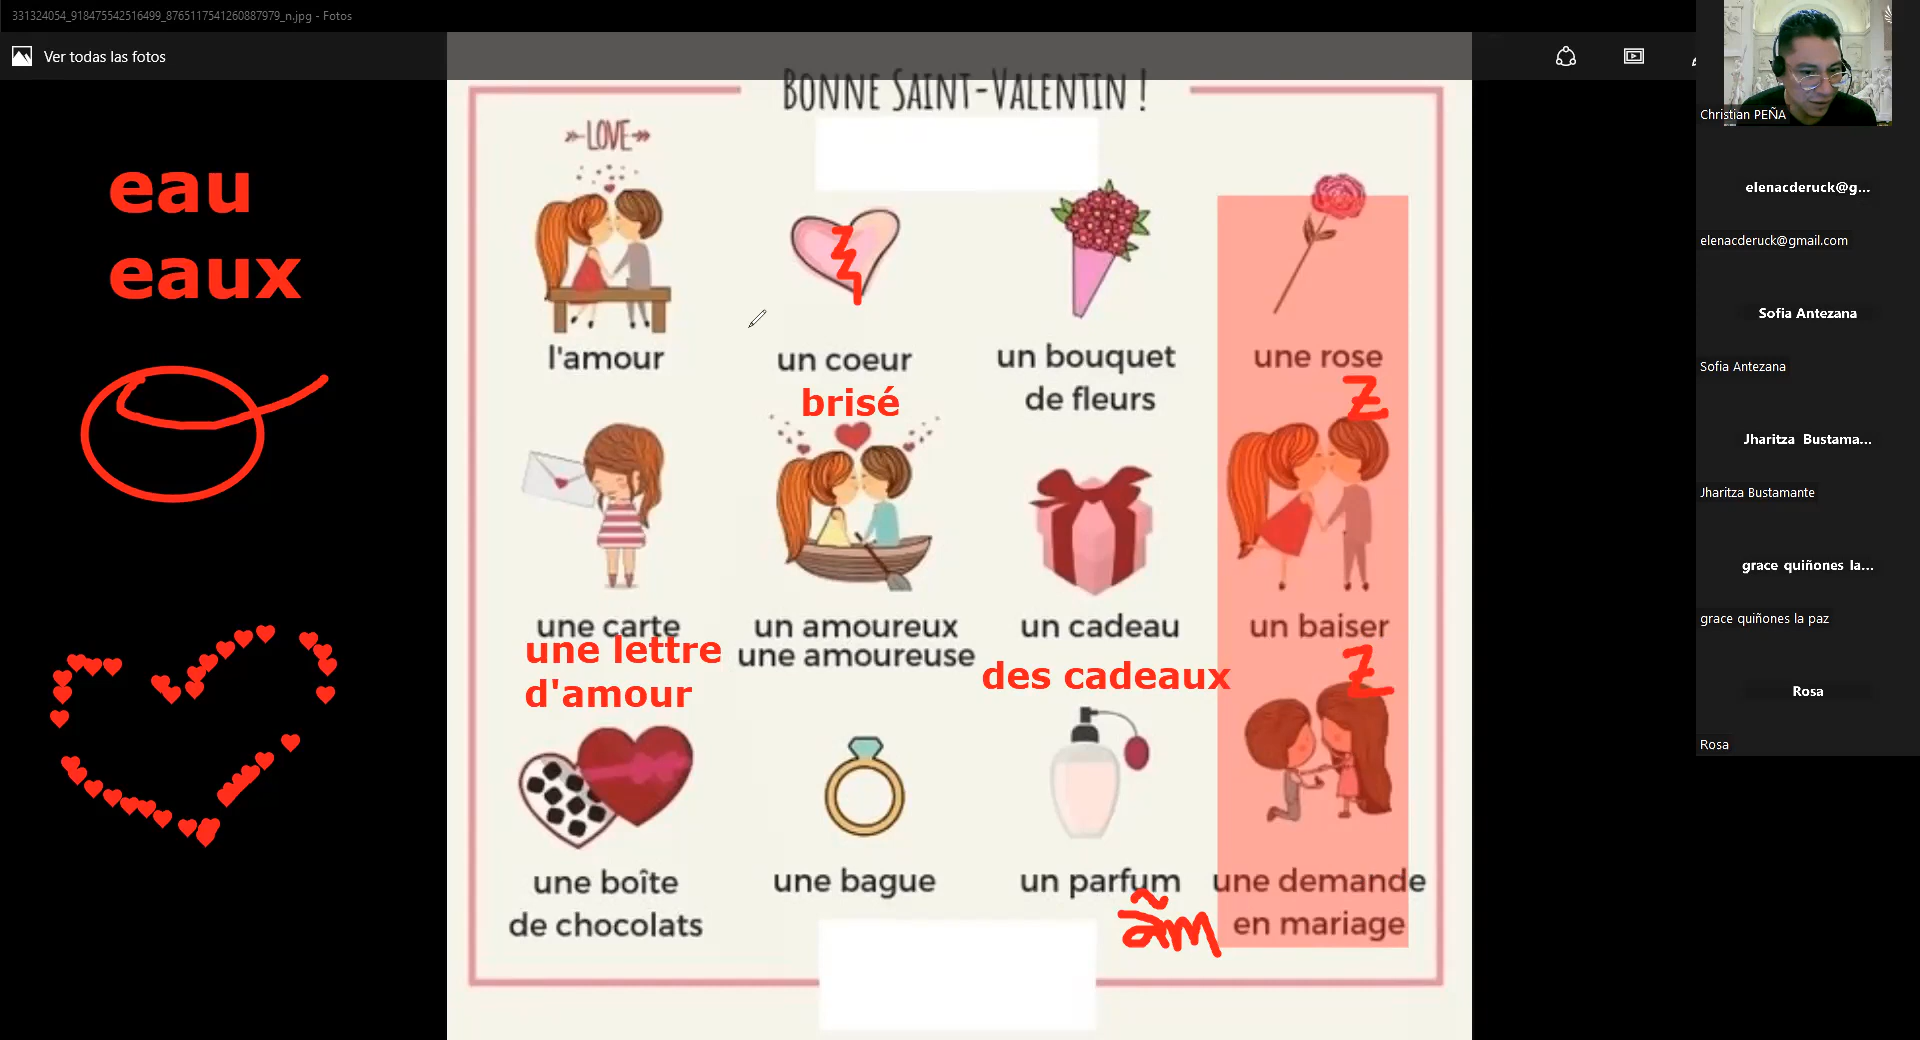 331324054_918475542516499_8765117541260887979_n.jpg - Fotos
Ver todas las fotos
eau
eaux
BONNE SAINT-VALENTIN !
LOVE
l'amour
un coeur
brisé
un bouquet
de fleurs
une rose
z
une carte
une lettre
d'amour
un amoureux
une amoureuse
un cadeau
des cadeaux
un baiser
z
une boîte
de chocolats
une bague
un parfum
ãm
une demande
en mariage
Christian PEÑA
elenacderuck@g...
elenacderuck@gmail.com
Sofia Antezana
Sofia Antezana
Jharitza Bustama...
Jharitza Bustamante
grace quiñones la...
grace quiñones la paz
Rosa
Rosa